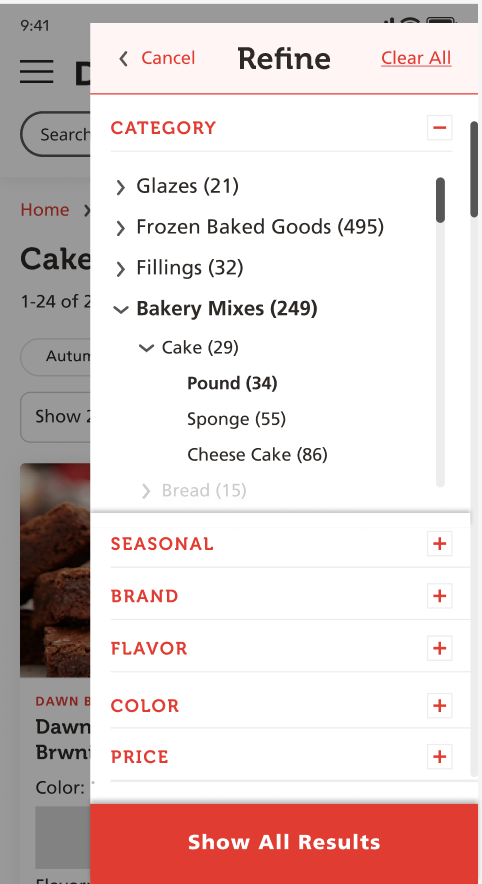 9:41
Cancel
Refine
Clear All
D
Search
CATEGORY
Glazes (21)
Home
Frozen Baked Goods (495)
Cake
Fillings (32)
1-24 of 2
Bakery Mixes (249)
Autum
Cake (29)
Pound (34)
Show 2
Sponge (55)
Cheese Cake (86)
Bread (15)
SEASONAL
BRAND
FLAVOR
COLOR
PRICE
DAWN B
Dawn
Brwni
Color:
Show All Results